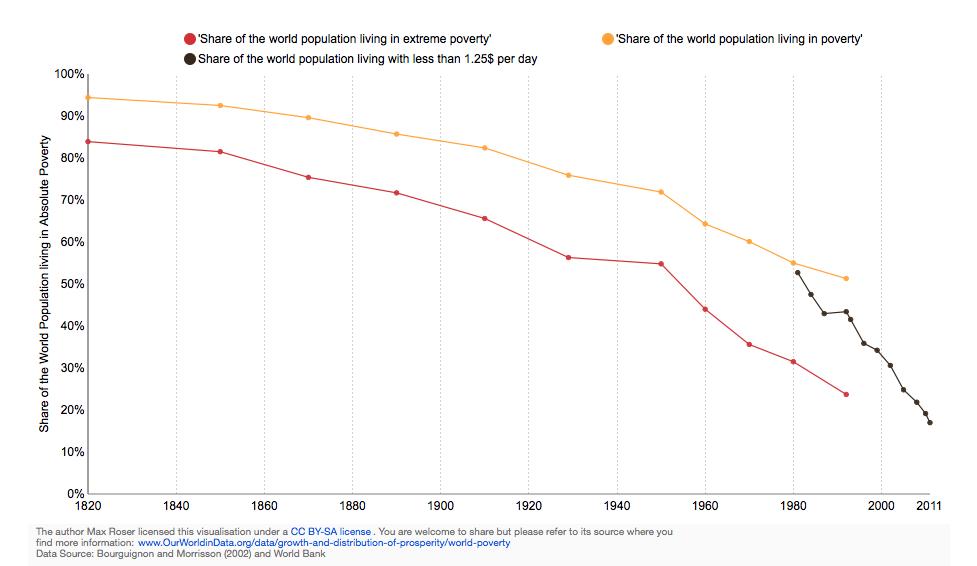 'Share of the world population living in extreme poverty' 'Share of the world population living in poverty'
Share of the world population living with less than 1.25$ per day
100%
90%
80%
70%
60%
50%
40%
30%
20%
10%
0%
Share of the World Population living in Absolute Poverty
1820 1840 1860 1880 1900 1920 1940 1960 1980 2000 2011
The author Max Roser licensed this visualisation under a CC BY-SA license . You are welcome to share but please refer to its source where you
find more information: www.OurWorldinData.org/data/growth-and-distribution-of-prosperity/world-poverty
Data Source: Bourguignon and Morrisson (2002) and World Bank